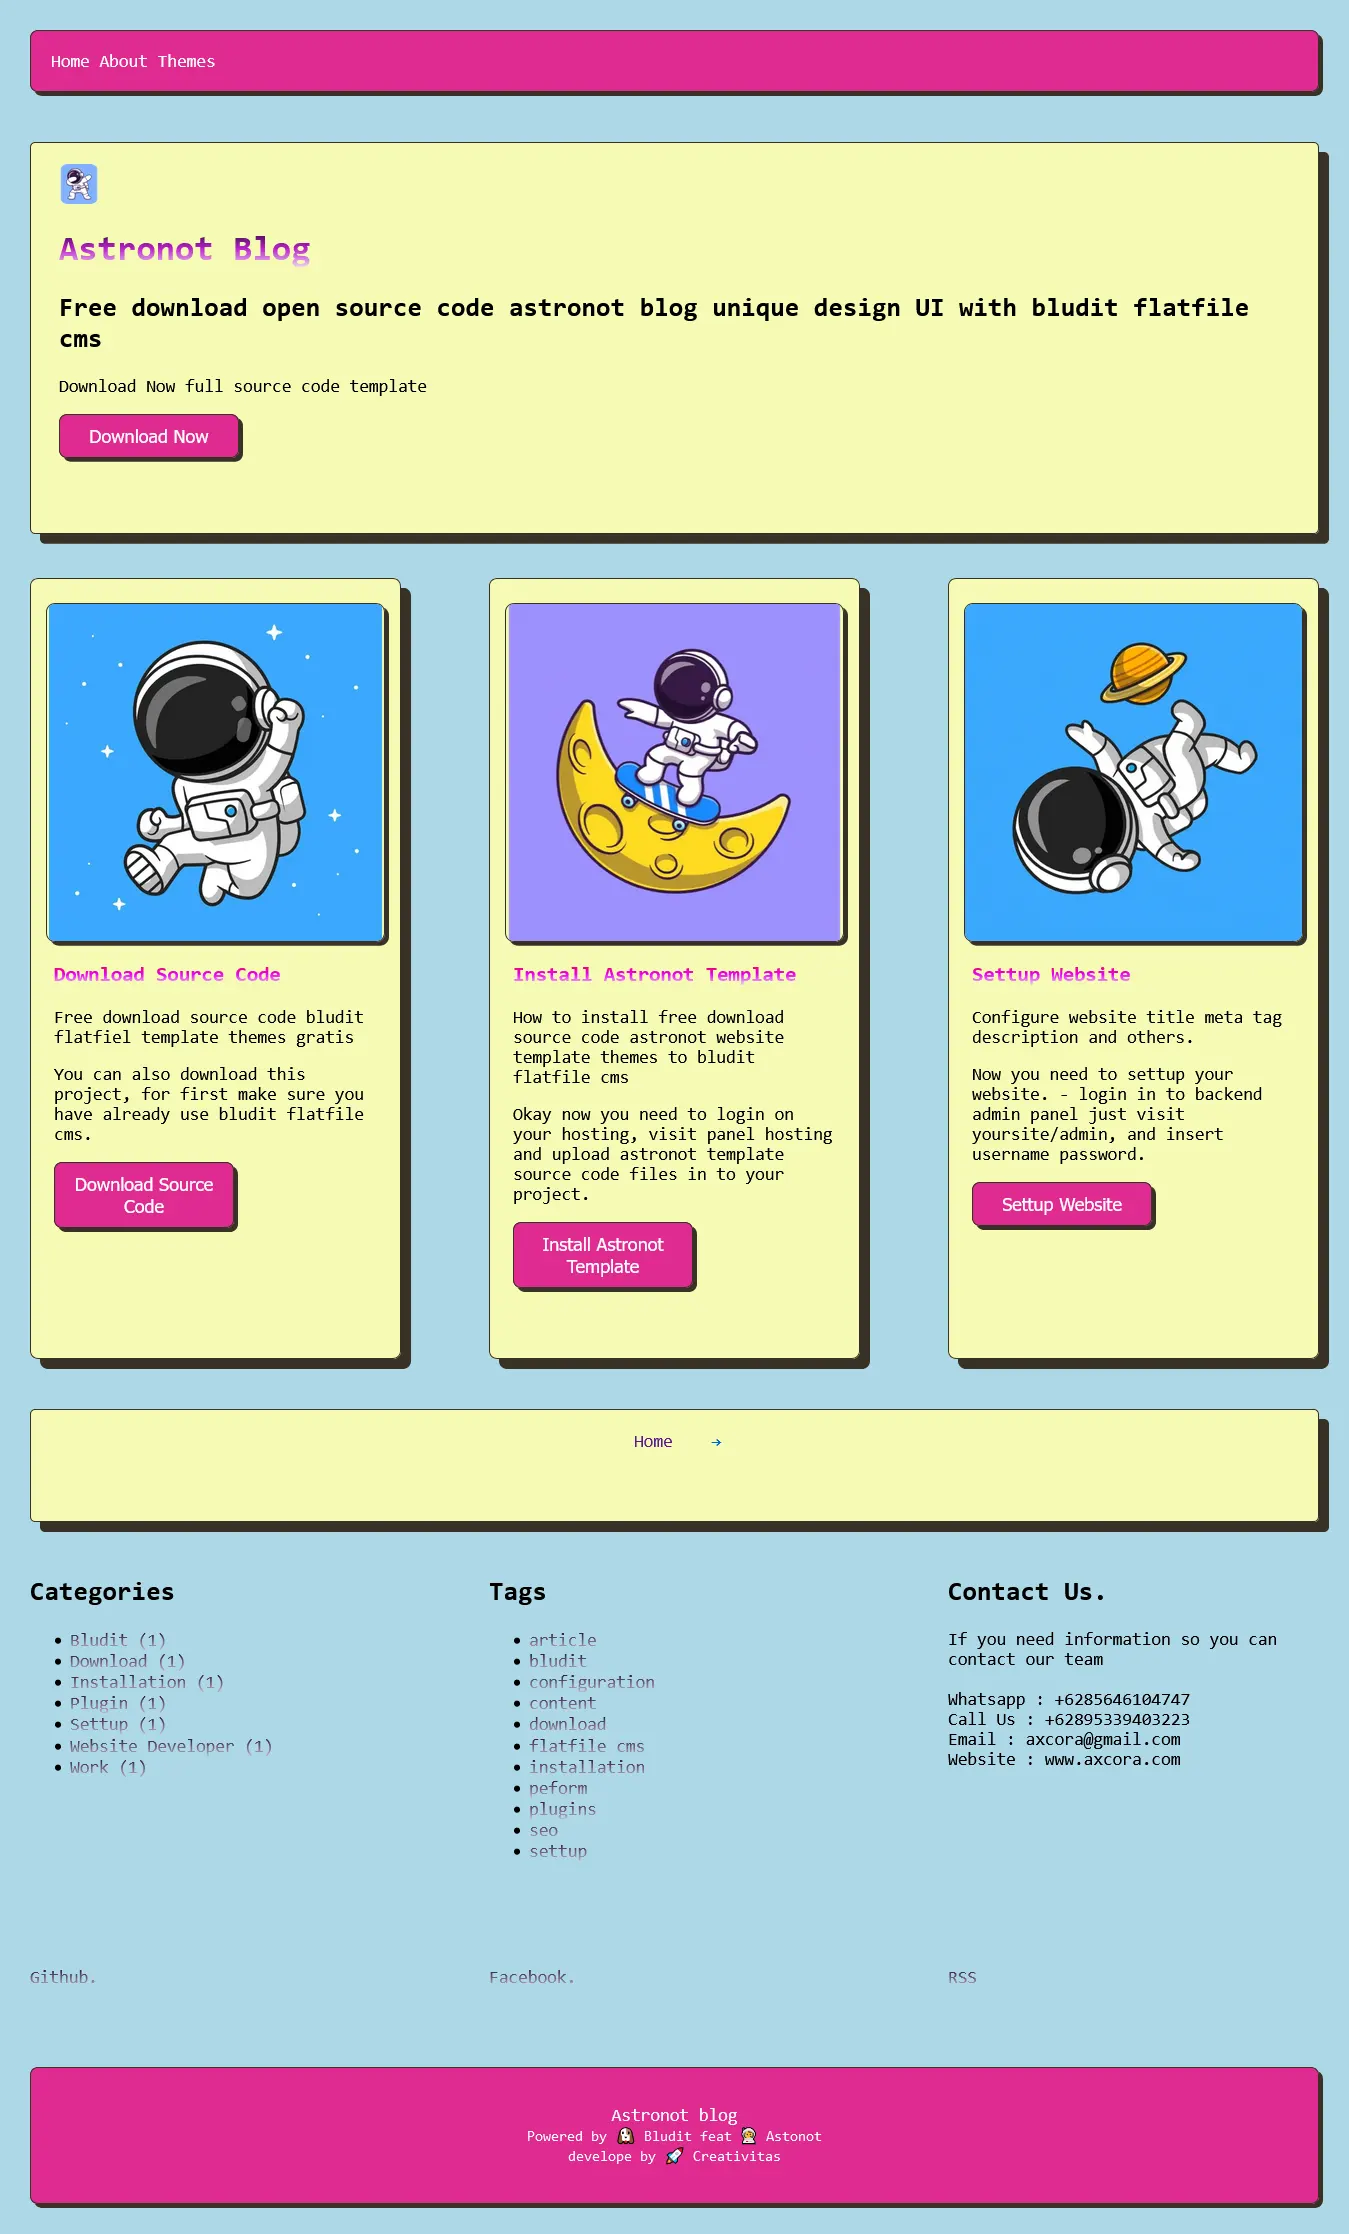 Home About Themes
Astronot Blog
Free download open source code astronot blog unique design UI with bludit flatfile
cms
Download Now full source code template
Download Now
Download Source Code
Free download source code bludit
flatfiel template themes gratis
You can also download this
project, for first make sure you
have already use bludit flatfile
cms.
Download Source
Code
Install Astronot Template
How to install free download
source code astronot website
template themes to bludit
flatfile cms
Okay now you need to login on
your hosting, visit panel hosting
and upload astronot template
source code files in to your
project.
Install Astronot
Template
Settup Website
Configure website title meta tag
description and others.
Now you need to settup your
website. - login in to backend
admin panel just visit
yoursite/admin, and insert
username password.
Settup Website
Home →
Categories
• Bludit (1)
• Download (1)
• Installation (1)
• Plugin (1)
• Settup (1)
• Website Developer (1)
• Work (1)
Tags
• article
• bludit
• configuration
• content
• download
• flatfile cms
• installation
• peform
• plugins
• seo
• settup
Contact Us.
If you need information so you can
contact our team
Whatsapp : +6285646104747
Call Us : +62895339403223
Email : axcora@gmail.com
Website : www.axcora.com
Github.
Facebook.
RSS
Astronot blog
Powered by Bludit feat Astonot
develope by Creativitas